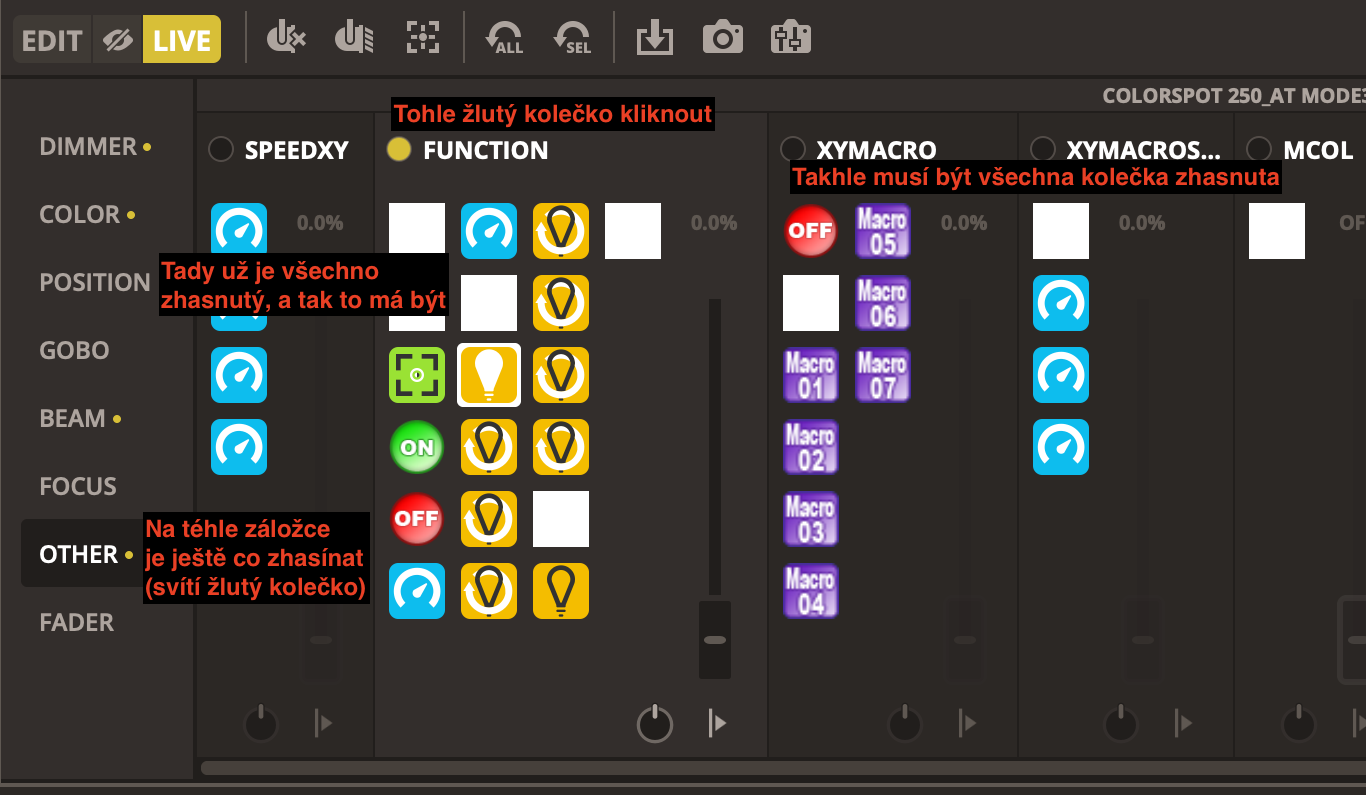 EDIT LIVE ALL SEL
COLORSPOT 250_AT MODE3
Tohle žlutý kolečko kliknout
DIMMER
COLOR
POSITION
GOBO
BEAM
FOCUS
OTHER
FADER
SPEEDXY
0.0%
Tady už je všechno
zhasnutý, a tak to má být
Na téhle záložce
je ještě co zhasínat
(svítí žlutý kolečko)
FUNCTION
0.0%
ON
OFF
XYMACRO
Takhle musí být všechna kolečka zhasnuta
OFF Macro 05 0.0%
Macro 06
Macro 01 Macro 07
Macro 02
Macro 03
Macro 04
XYMACROS...
0.0%
MCOL
OF